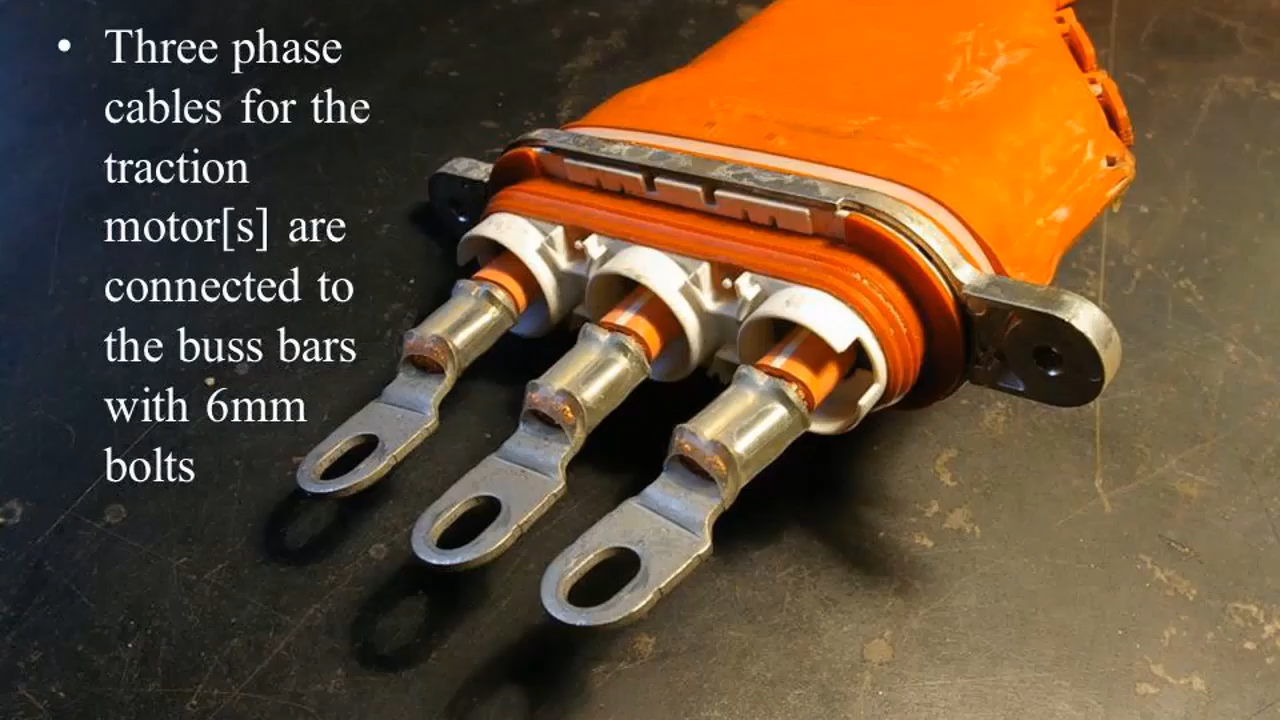 • Three phase
cables for the
traction
motor[s] are
connected to
the buss bars
with 6mm
bolts